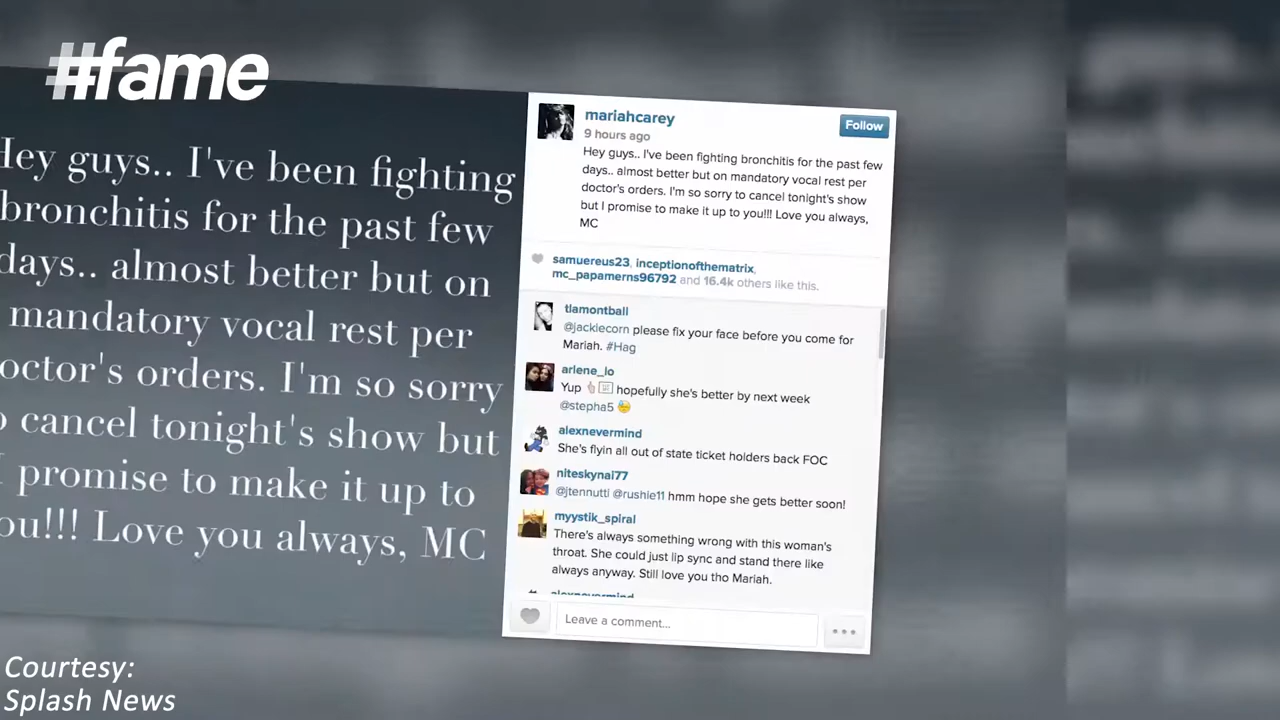 #fame
Hey guys.. I've been fighting
bronchitis for the past few
days.. almost better but on
mandatory vocal rest per
octor's orders. I'm so sorry
o cancel tonight's show but
I promise to make it up to
ou!!! Love you always, MC
mariahcarey
Follow
9 hours ago
Hey guys.. I've been fighting bronchitis for the past few
days.. almost better but on mandatory vocal rest per
doctor's orders. I'm so sorry to cancel tonight's show
but I promise to make it up to you!!! Love you always,
MC
samuereus23, inceptionofthematrix,
mc_papamerns96792 and 16.4k others like this.
tlamontball
@jackiecorn please fix your face before you come for
Mariah. #Hag
arlene_lo
Yup hopefully she's better by next week
@stepha5
alexnevermind
She's flyin all out of state ticket holders back FOC
niteskynai77
@jtennutti @rushie11 hmm hope she gets better soon!
myystik_spiral
There's always something wrong with this woman's
throat. She could just lip sync and stand there like
always anyway. Still love you tho Mariah.
alexnevermind
Leave a comment...
Courtesy:
Splash News